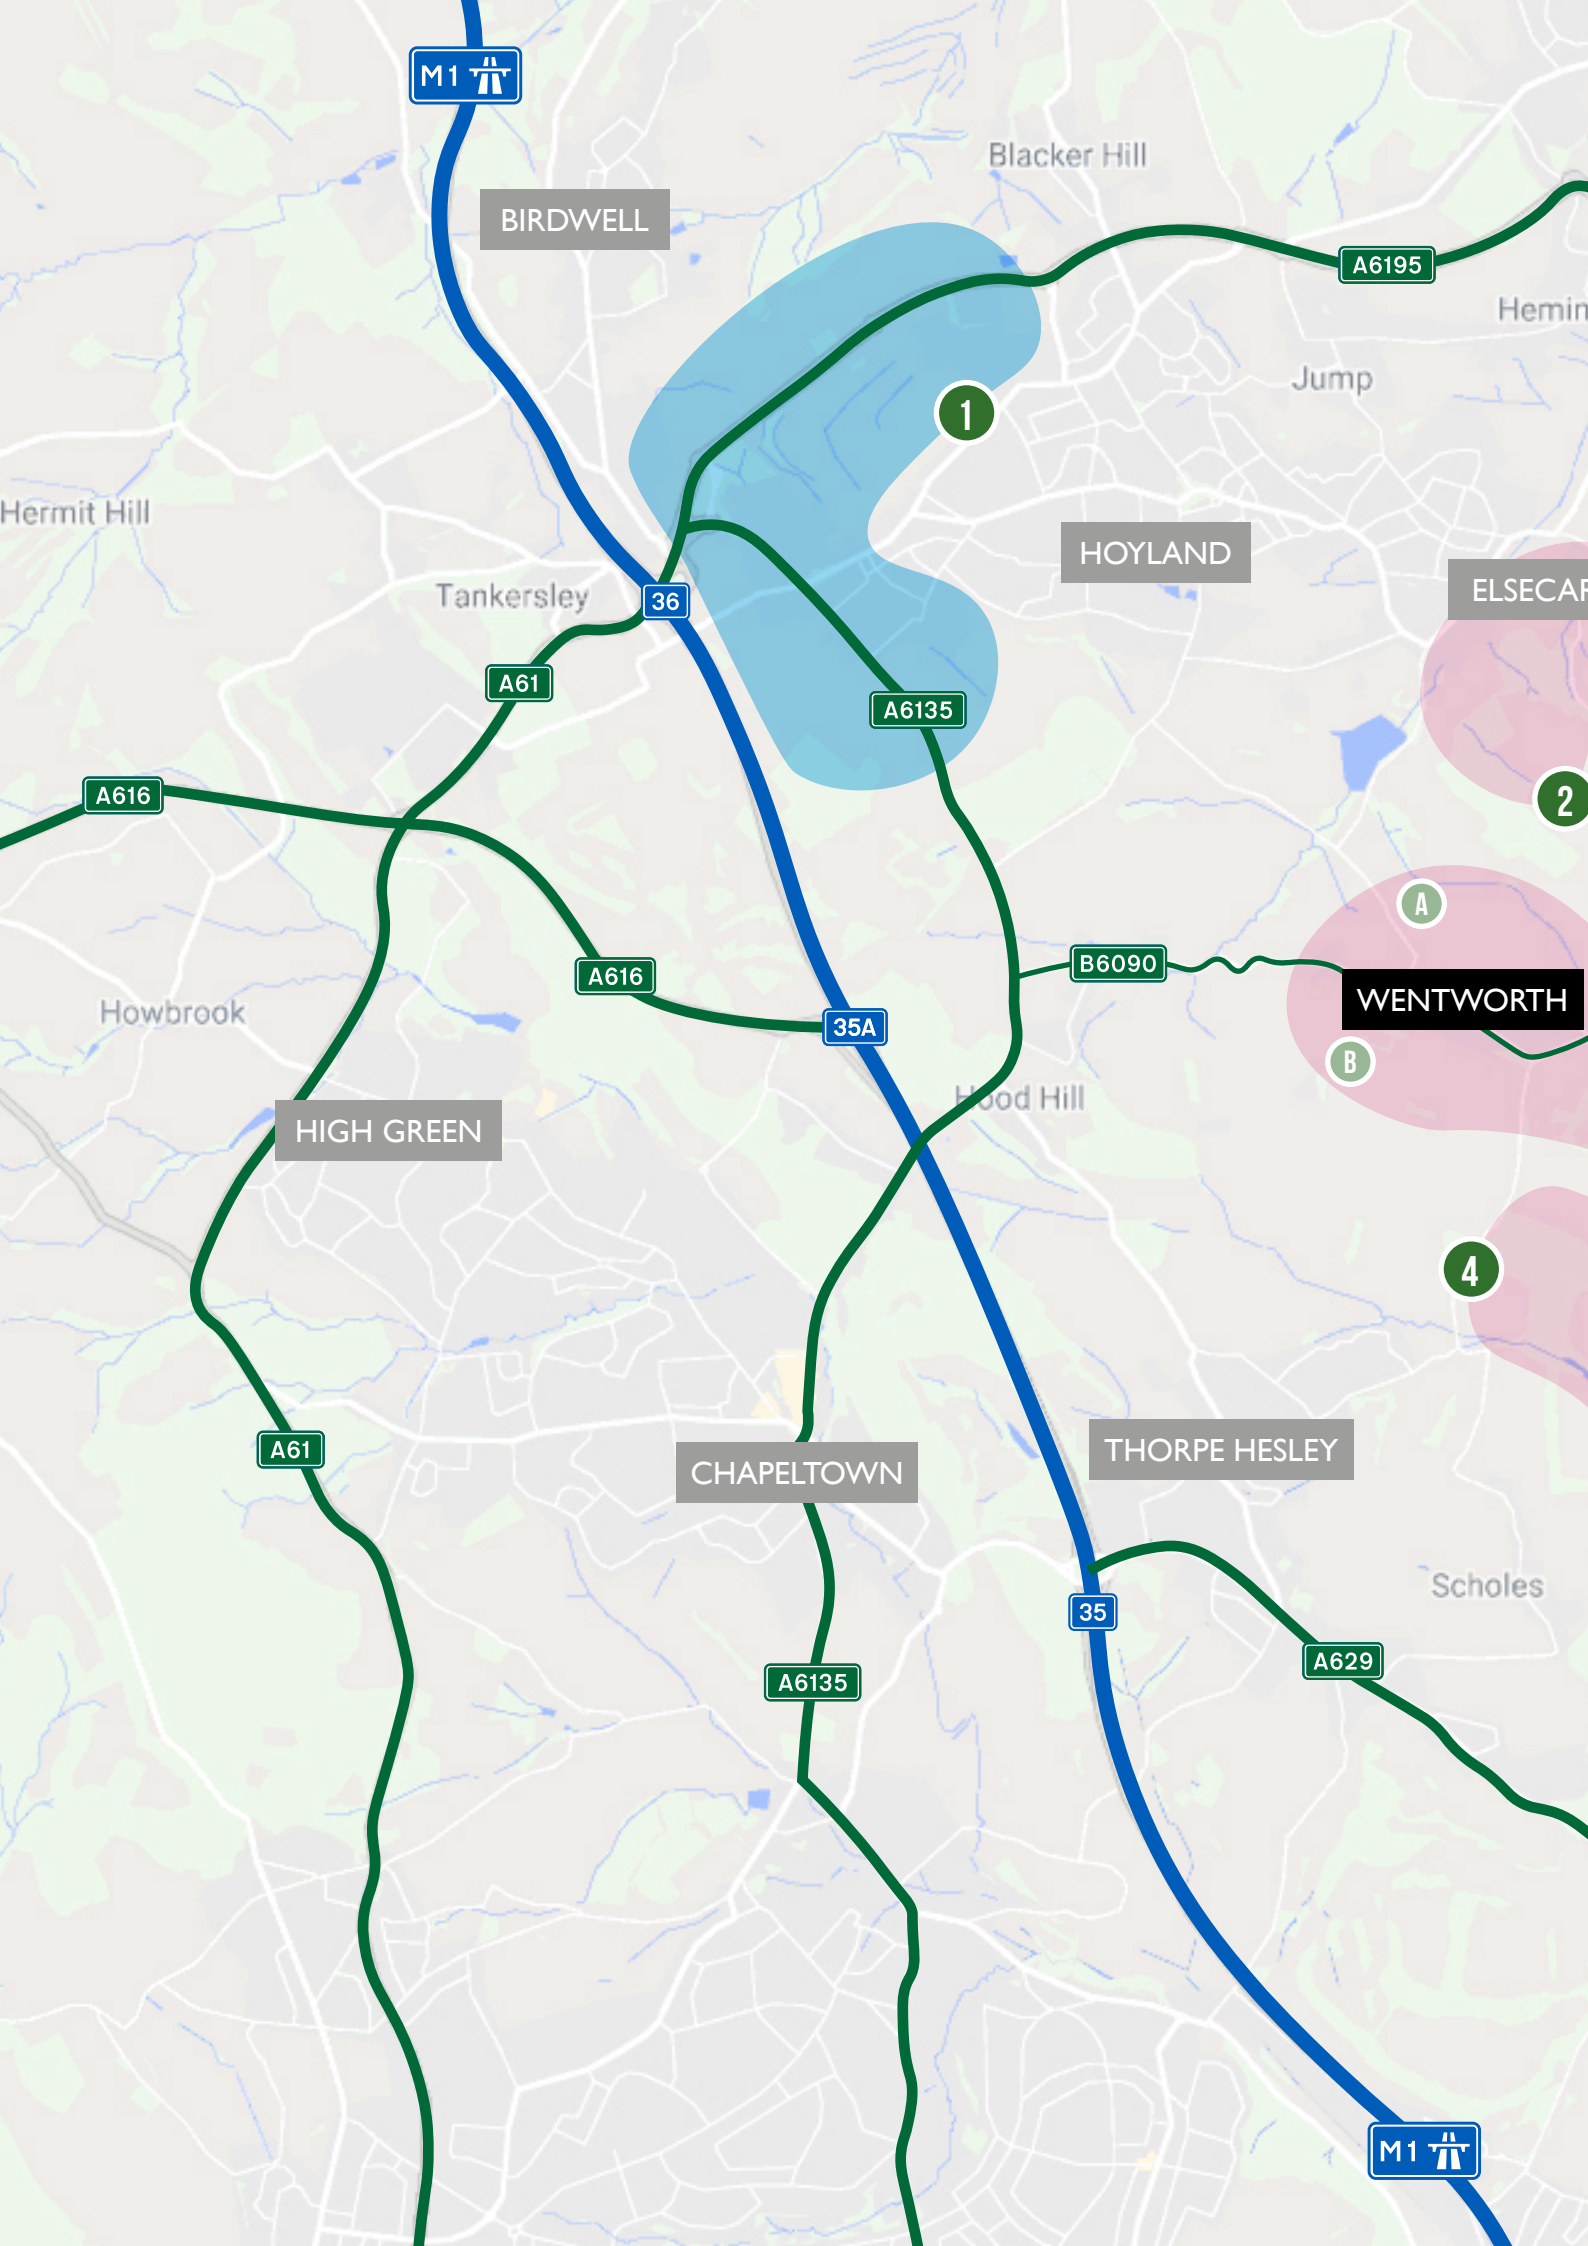 M1
Blacker Hill
BIRDWELL
A6195
Hemin
Jump
1
Hermit Hill
HOYLAND
ELSECAR
Tankersley
36
A61
A6135
A616
2
A
B6090
A616
WENTWORTH
Howbrook
35A
B
Hood Hill
HIGH GREEN
4
THORPE HESLEY
A61
CHAPELTOWN
Scholes
35
A629
A6135
M1